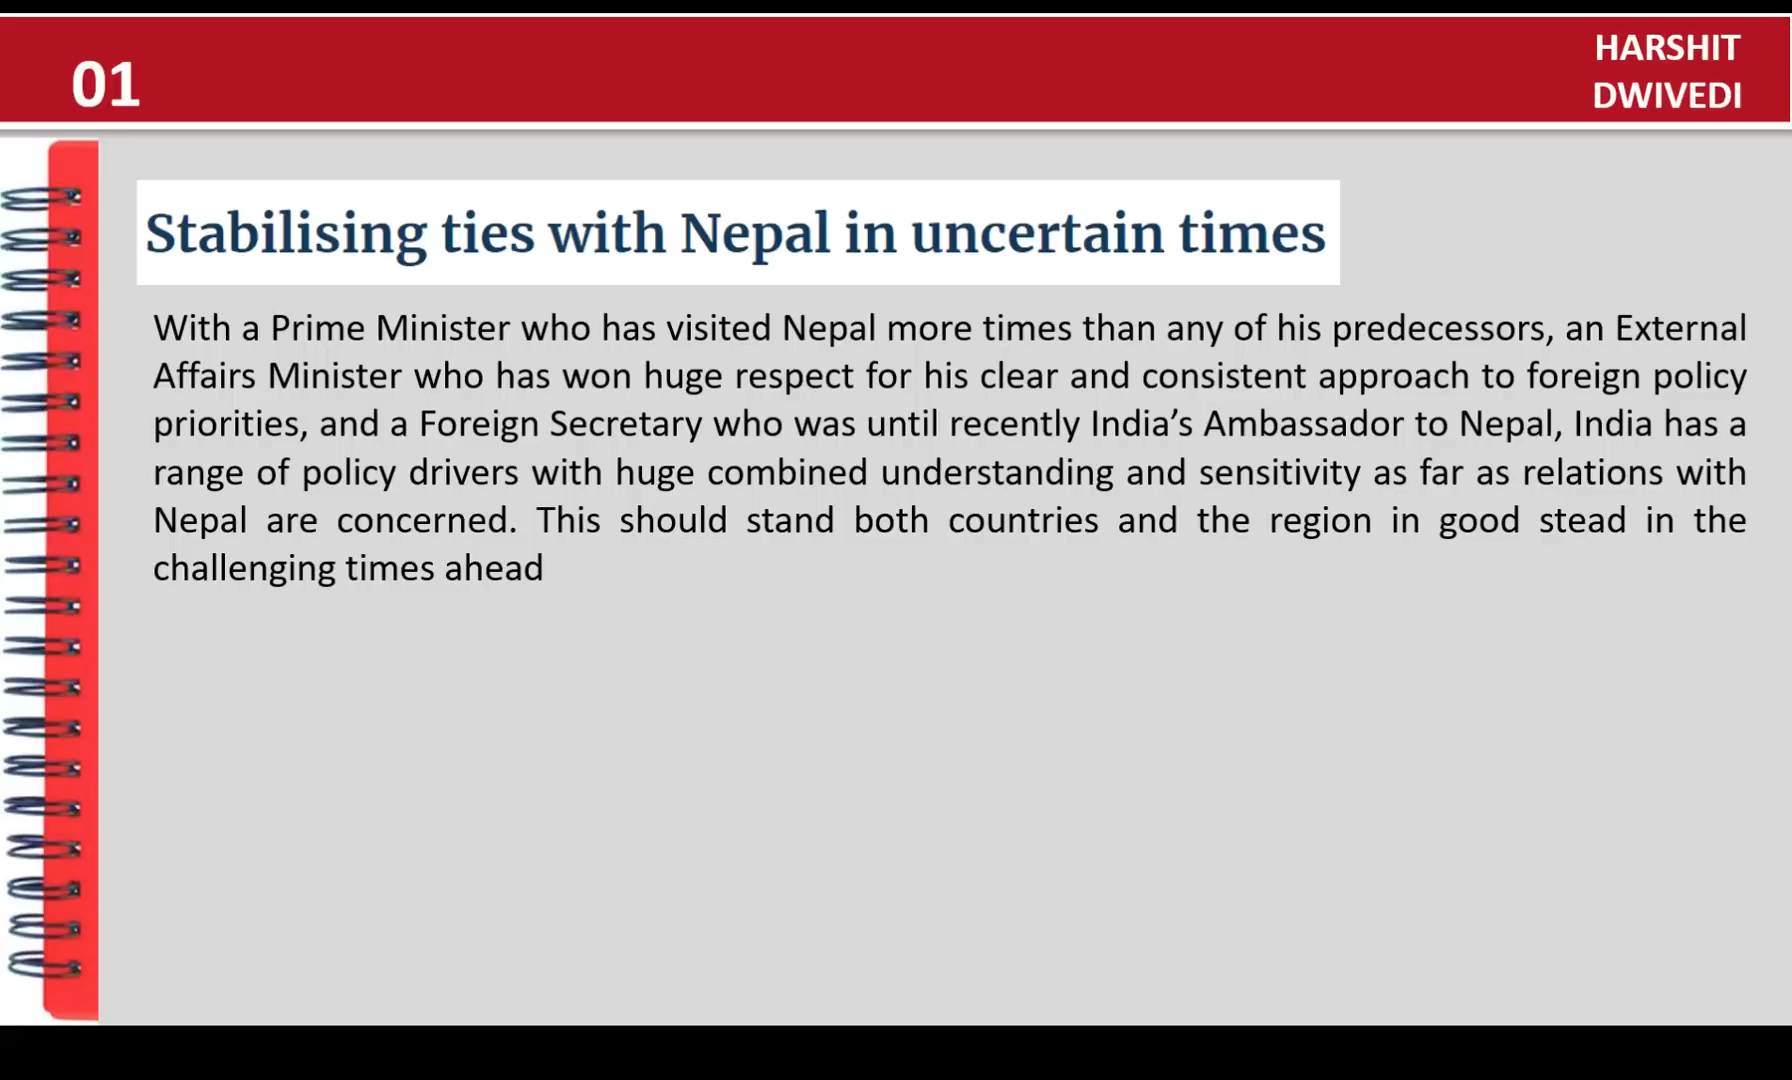 01
HARSHIT
DWIVEDI
Stabilising ties with Nepal in uncertain times
With a Prime Minister who has visited Nepal more times than any of his predecessors, an External
Affairs Minister who has won huge respect for his clear and consistent approach to foreign policy
priorities, and a Foreign Secretary who was until recently India’s Ambassador to Nepal, India has a
range of policy drivers with huge combined understanding and sensitivity as far as relations with
Nepal are concerned. This should stand both countries and the region in good stead in the
challenging times ahead